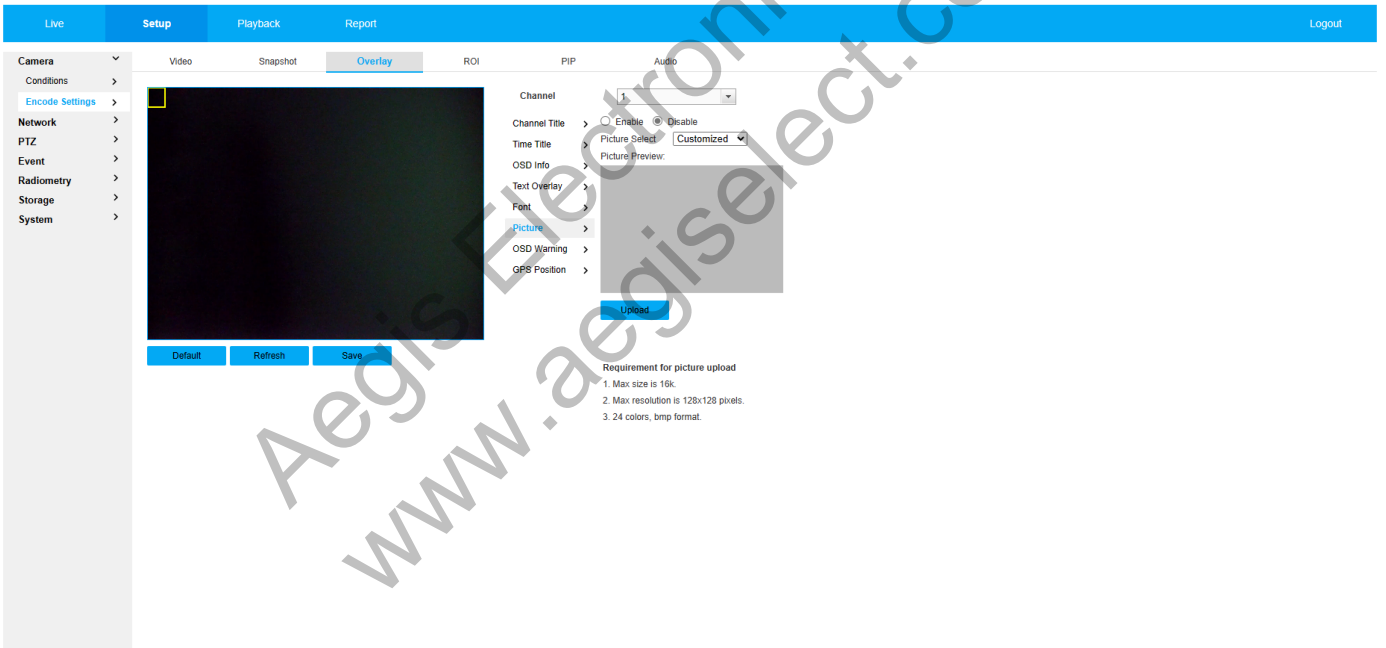 Live Setup Playback Report Logout
Camera
Conditions
Encode Settings
Network
PTZ
Event
Radiometry
Storage
System
Video Snapshot Overlay ROI PIP Audio
Channel 1
Channel Title
Time Title
OSD Info
Text Overlay
Font
Picture
OSD Warning
GPS Position
Enable Disable
Picture Select Customized
Picture Preview:
Upload
Default Refresh Save
Requirement for picture upload
1. Max size is 16k.
2. Max resolution is 128x128 pixels.
3. 24 colors, bmp format.
Aegis Electroni
www.aegiselect.c